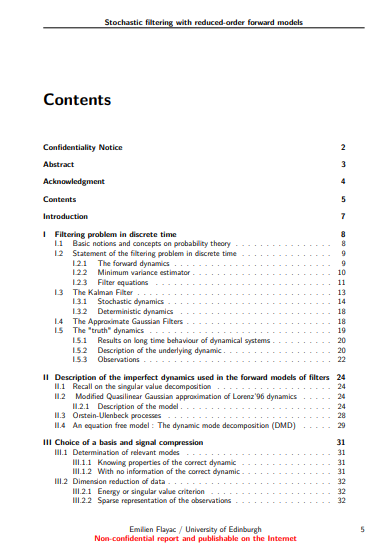 Stochastic filtering with reduced-order forward models
Contents
Confidentiality Notice 2
Abstract 3
Acknowledgment 4
Contents 5
Introduction 7
I Filtering problem in discrete time 8
I.1 Basic notions and concepts on probability theory . . . . . . . . . . . . . . . 8
I.2 Statement of the filtering problem in discrete time . . . . . . . . . . . . . . . 9
I.2.1 The forward dynamics . . . . . . . . . . . . . . . . . . . . . . . . 9
I.2.2 Minimum variance estimator . . . . . . . . . . . . . . . . . . . . . . 10
I.2.3 Filter equations . . . . . . . . . . . . . . . . . . . . . . . . . . . 11
I.3 The Kalman Filter . . . . . . . . . . . . . . . . . . . . . . . . . . . . 13
I.3.1 Stochastic dynamics . . . . . . . . . . . . . . . . . . . . . . . . . 14
I.3.2 Deterministic dynamics . . . . . . . . . . . . . . . . . . . . . . . . 18
I.4 The Approximate Gaussian Filters . . . . . . . . . . . . . . . . . . . . . . 18
I.5 The "truth" dynamics . . . . . . . . . . . . . . . . . . . . . . . . . . . 19
I.5.1 Results on long time behaviour of dynamical systems . . . . . . . . . . . 20
I.5.2 Description of the underlying dynamic . . . . . . . . . . . . . . . . . 20
I.5.3 Observations . . . . . . . . . . . . . . . . . . . . . . . . . . . . 22
II Description of the imperfect dynamics used in the forward models of filters 24
II.1 Recall on the singular value decomposition . . . . . . . . . . . . . . . . . 24
II.2 Modified Quasilinear Gaussian approximation of Lorenz'96 dynamics . . . . . . 24
II.2.1 Description of the model . . . . . . . . . . . . . . . . . . . . . . . 24
II.3 Orstein-Ulenbeck processes . . . . . . . . . . . . . . . . . . . . . . . . 28
II.4 An equation free model : The dynamic mode decomposition (DMD) . . . . . . 29
III Choice of a basis and signal compression 31
III.1 Determination of relevant modes . . . . . . . . . . . . . . . . . . . . . . 31
III.1.1 Knowing properties of the correct dynamic . . . . . . . . . . . . . . . 31
III.1.2 With no information of the correct dynamic . . . . . . . . . . . . . . . 31
III.2 Dimension reduction of data . . . . . . . . . . . . . . . . . . . . . . . . 32
III.2.1 Energy or singular value criterion . . . . . . . . . . . . . . . . . . . 32
III.2.2 Sparse representation of the observations . . . . . . . . . . . . . . . . 32
Emilien Flayac / University of Edinburgh 5
Non-confidential report and publishable on the Internet